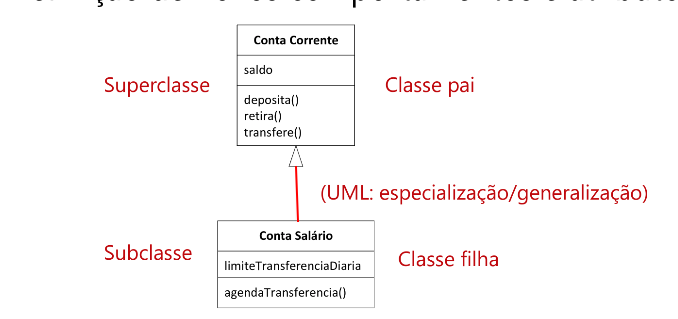 Conta Corrente
saldo
Superclasse
Classe pai
deposita()
retira()
transfere()
(UML: especialização/generalização)
Conta Salário
Subclasse
limiteTransferenciaDiaria
Classe filha
agendaTransferencia()